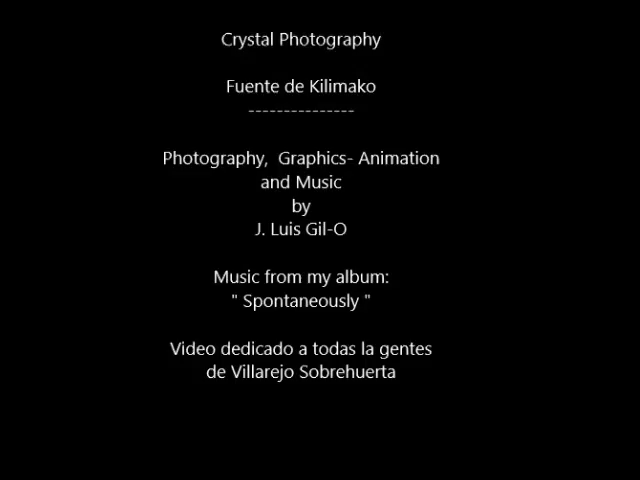 Crystal Photography
Fuente de Kilimako
---------------
Photography,  Graphics- Animation
and Music
by
J. Luis Gil-O
Music from my album:
" Spontaneously "
Video dedicado a todas la gentes
de Villarejo Sobrehuerta